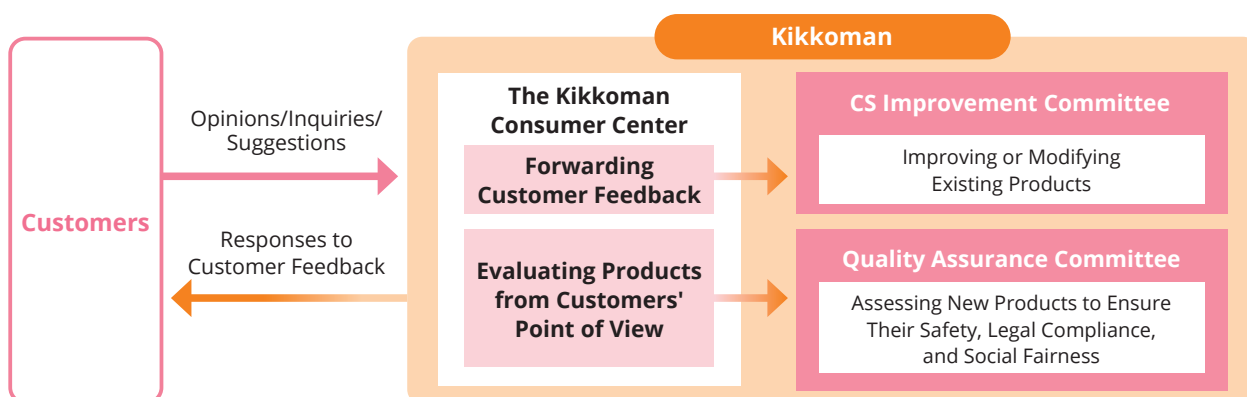 Kikkoman
Customers
Opinions/Inquiries/
Suggestions
Responses to
Customer Feedback
The Kikkoman
Consumer Center
Forwarding
Customer Feedback
Evaluating Products
from Customers'
Point of View
CS Improvement Committee
Improving or Modifying
Existing Products
Quality Assurance Committee
Assessing New Products to Ensure
Their Safety, Legal Compliance,
and Social Fairness